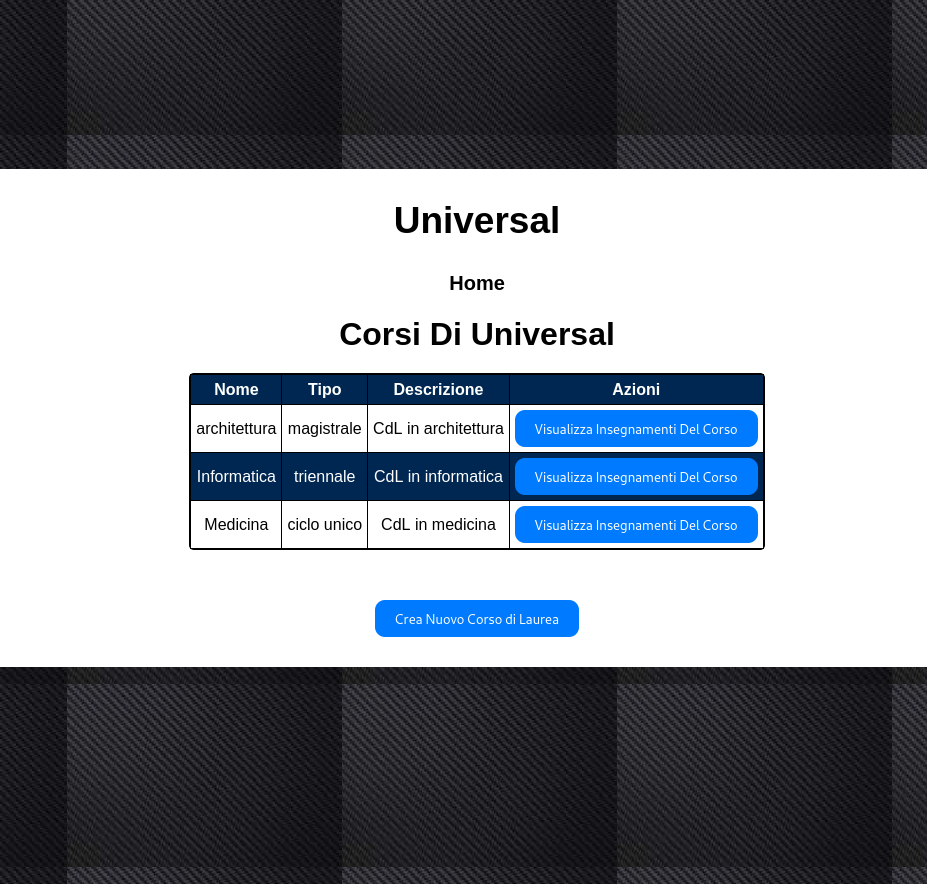 Universal
Home
Corsi Di Universal
Nome Tipo Descrizione Azioni
architettura magistrale CdL in architettura Visualizza Insegnamenti Del Corso
Informatica triennale CdL in informatica Visualizza Insegnamenti Del Corso
Medicina ciclo unico CdL in medicina Visualizza Insegnamenti Del Corso
Crea Nuovo Corso di Laurea